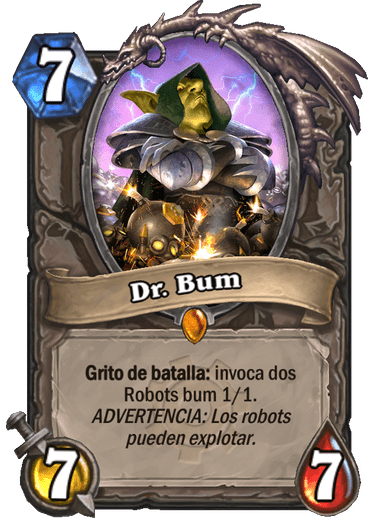 7
Dr. Bum
Grito de batalla: invoca dos
Robots bum 1/1.
ADVERTENCIA: Los robots
pueden explotar.
7
7